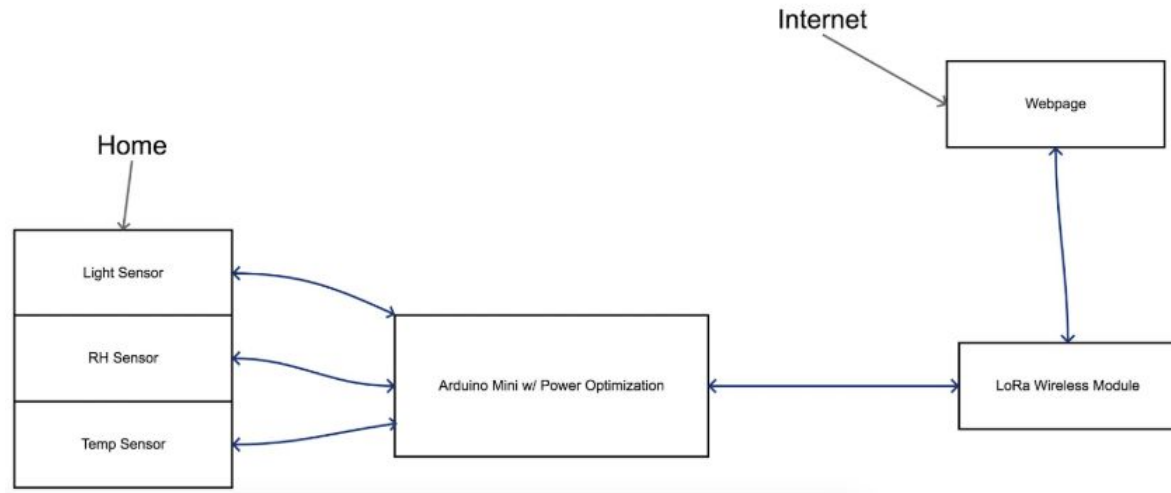 Internet
Webpage
Home
Light Sensor
RH Sensor
Arduino Mini w/ Power Optimization
LoRa Wireless Module
Temp Sensor